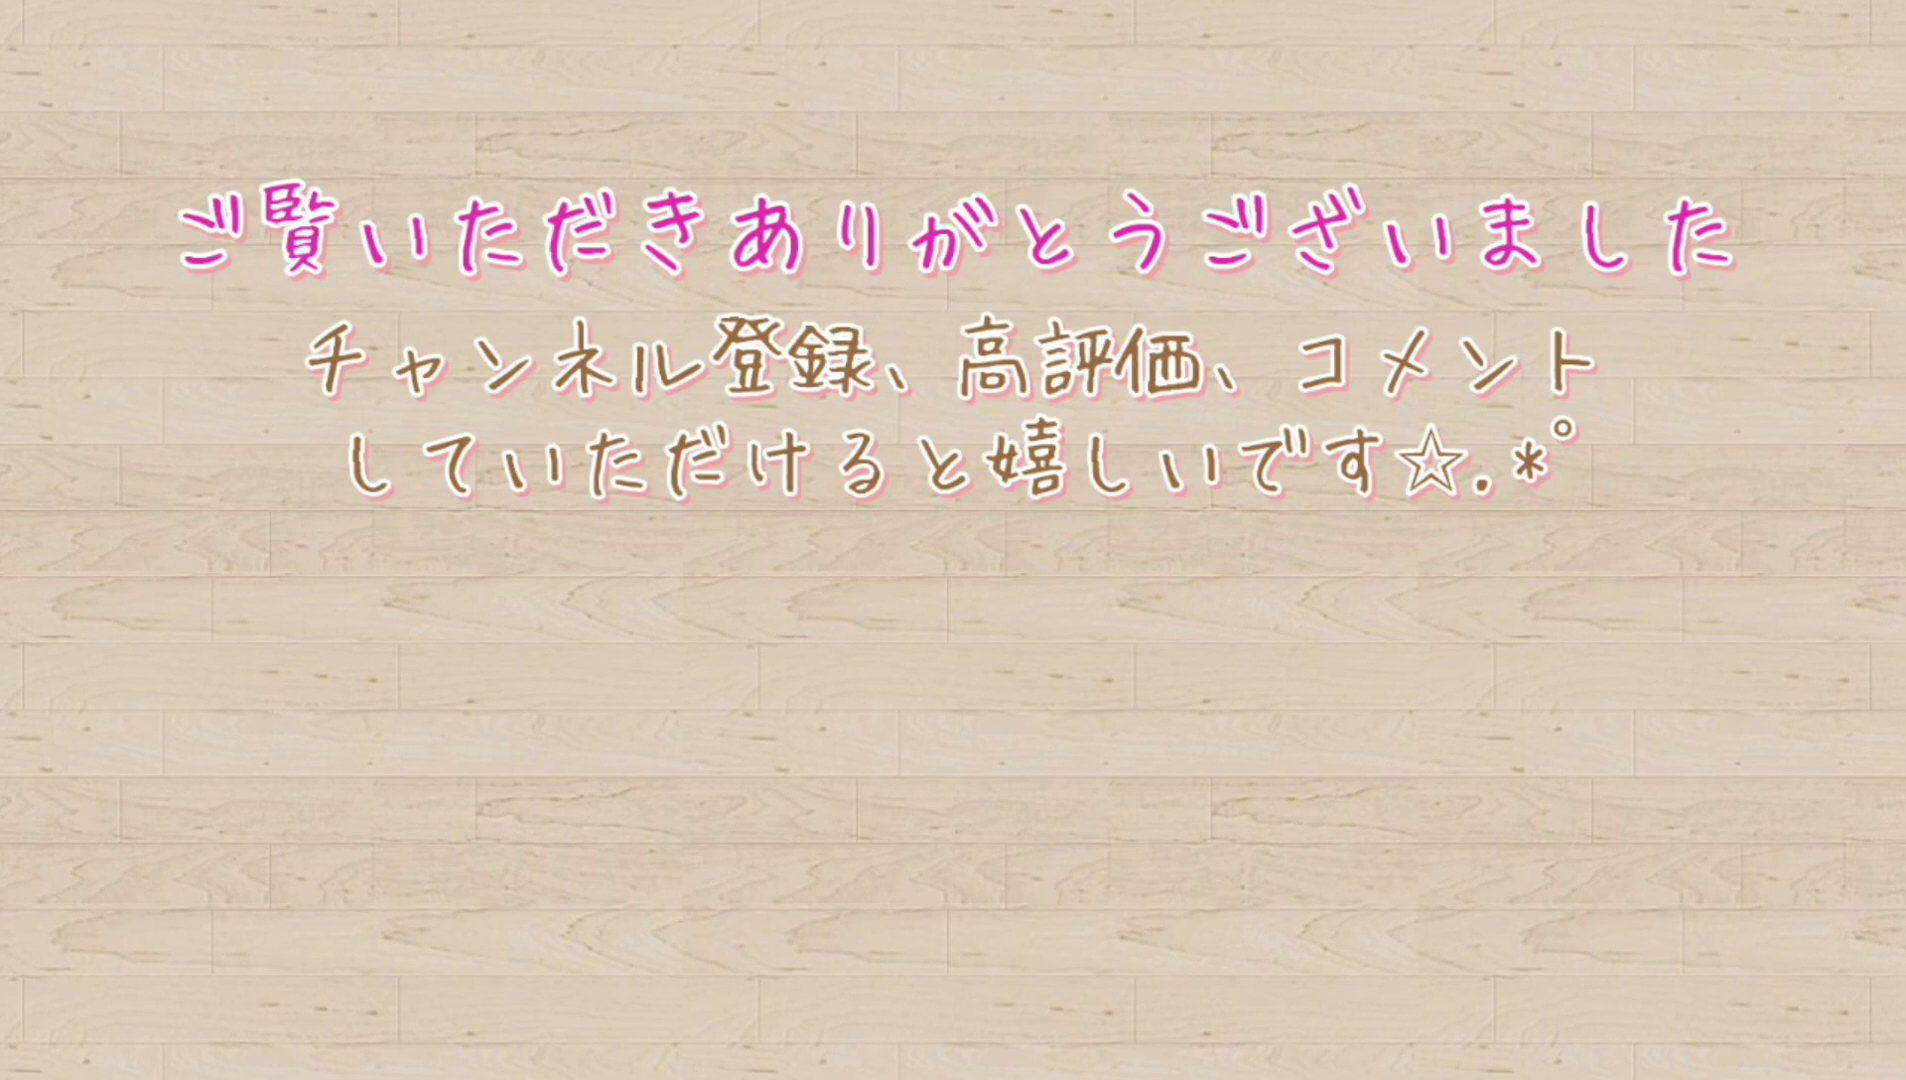 ご覧いただきありがとうございました
チャンネル登録、高評価、コメント
していただけると嬉しいです☆.*ﾟ